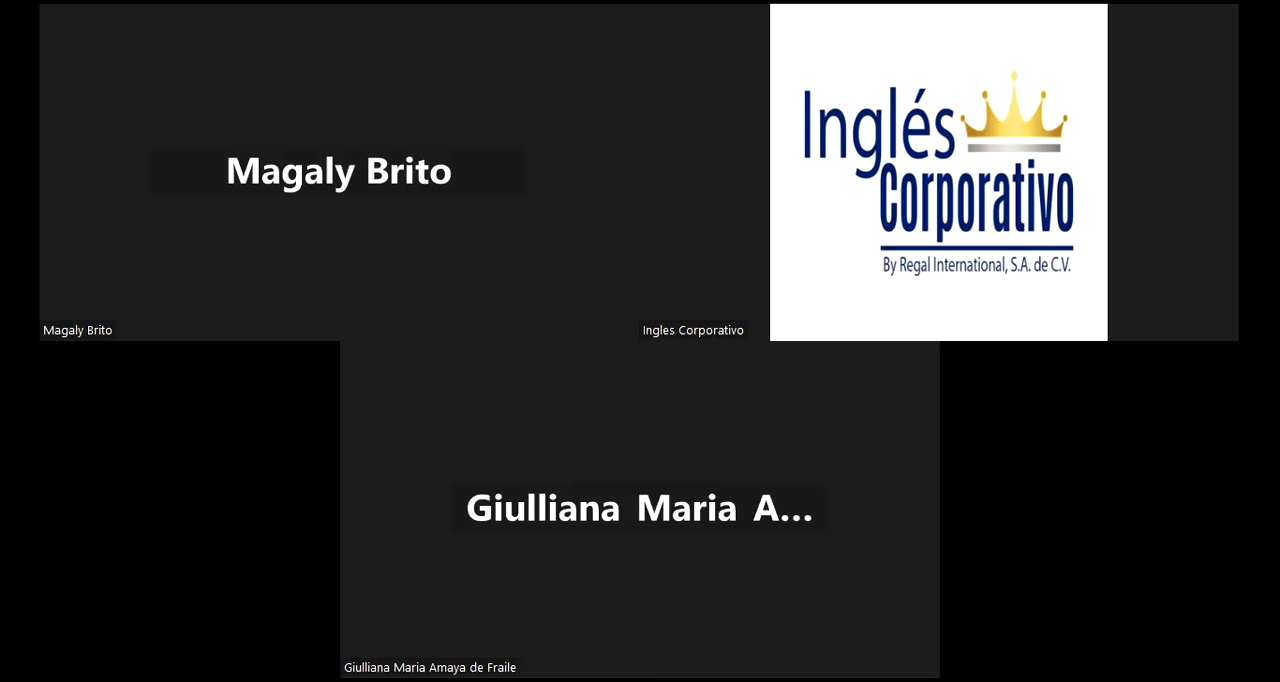 Magaly Brito
Magaly Brito
Inglés
Corporativo
By Regal International, S.A. de C.V.
Ingles Corporativo
Giulliana Maria A...
Giulliana Maria Amaya de Fraile